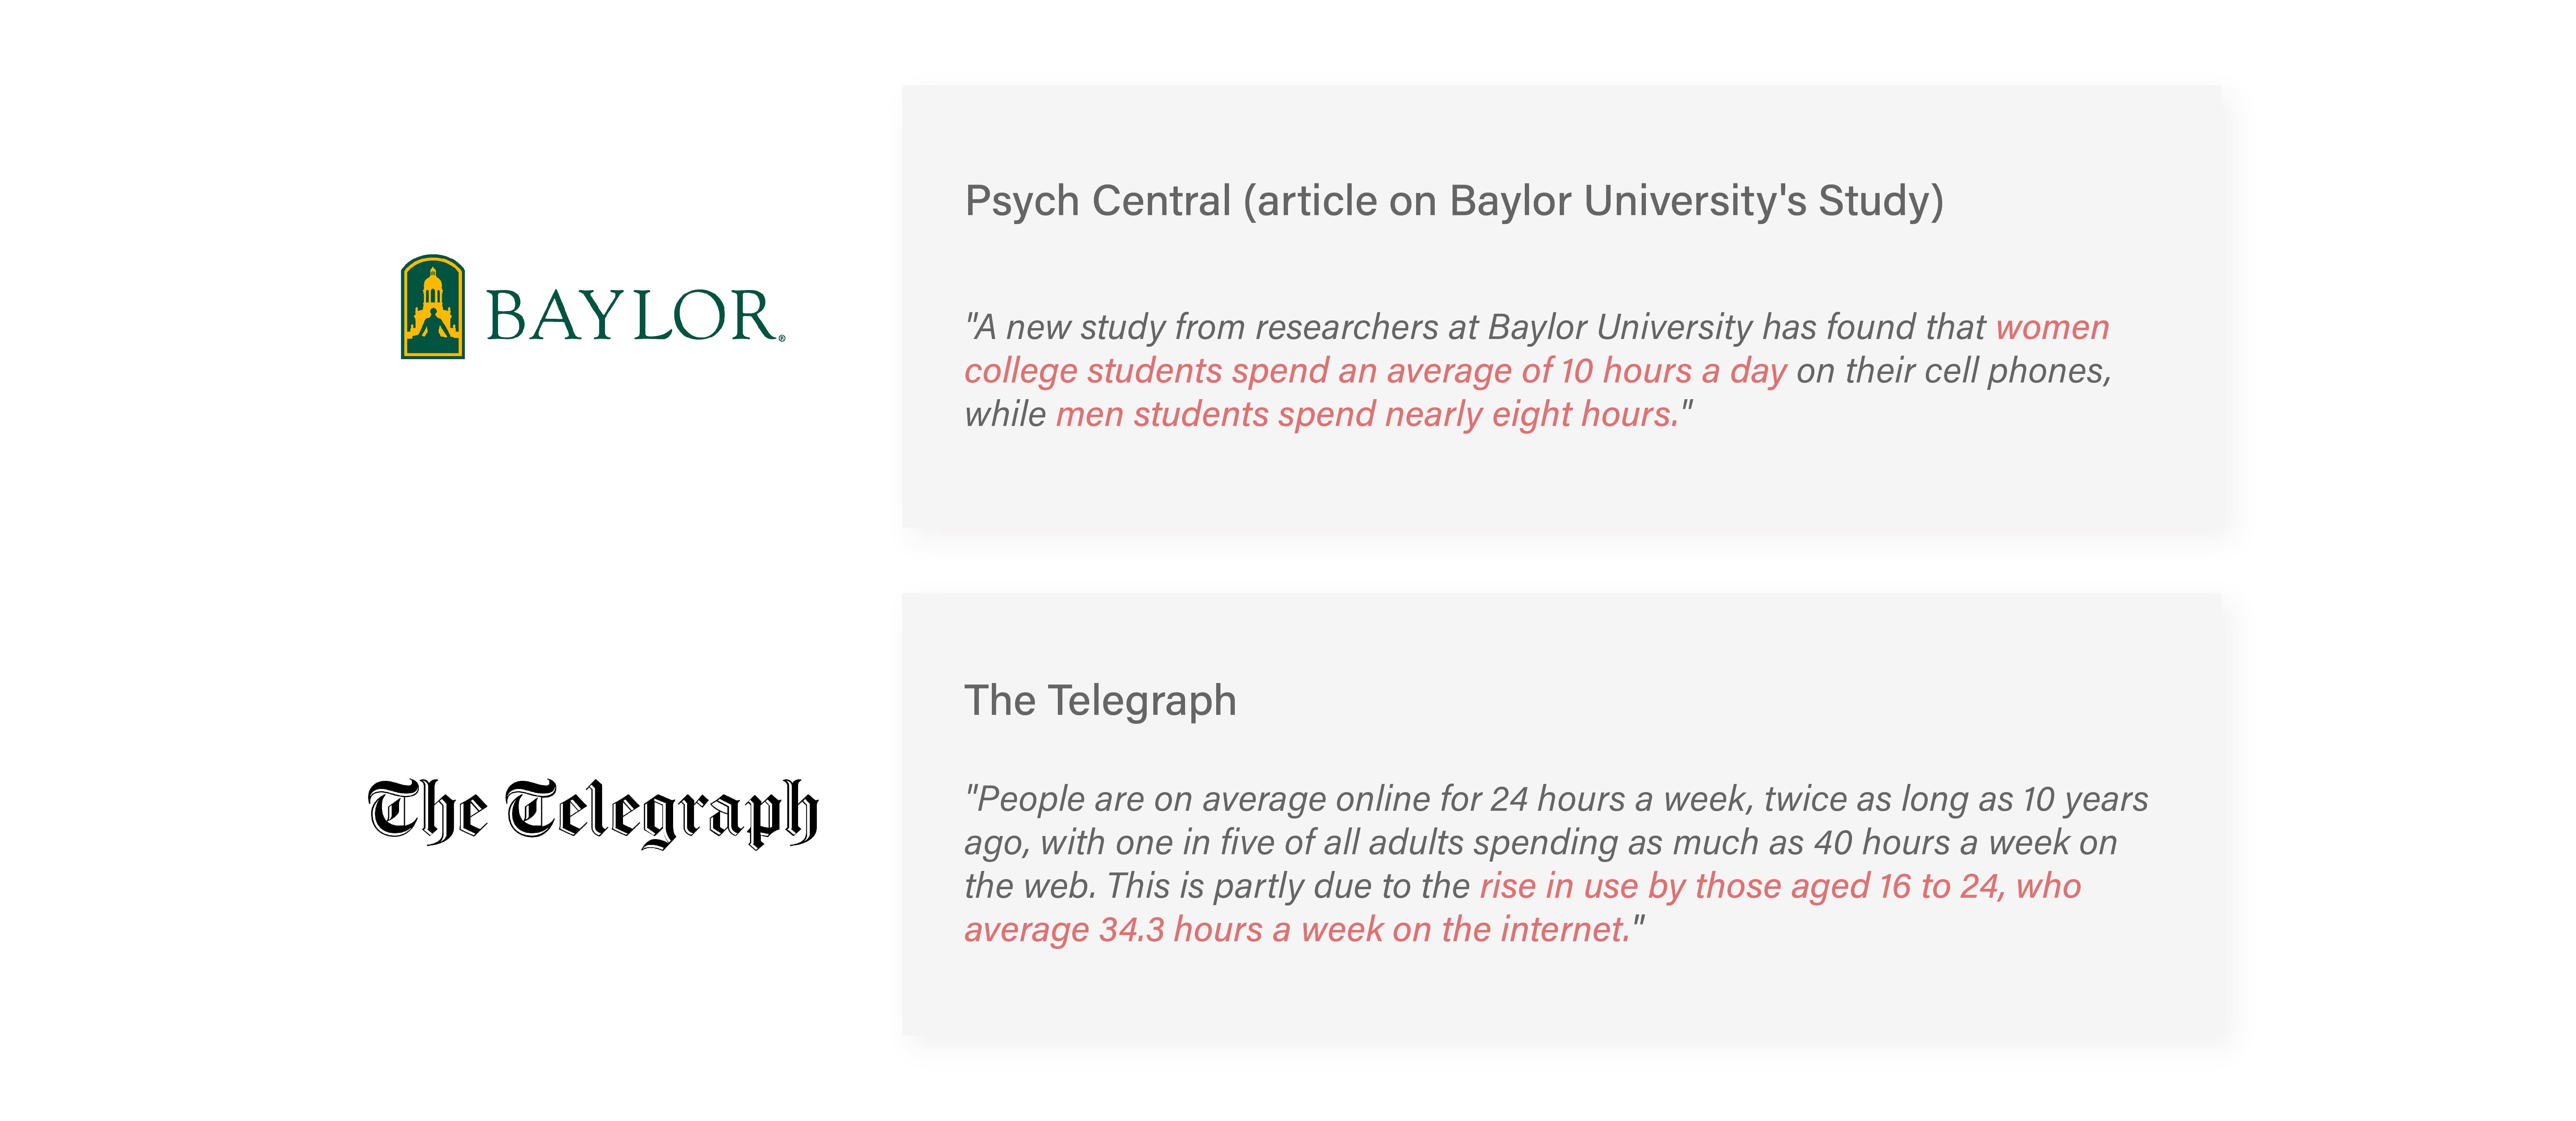 BAYLOR®
Psych Central (article on Baylor University's Study)
"A new study from researchers at Baylor University has found that women
college students spend an average of 10 hours a day on their cell phones,
while men students spend nearly eight hours."
The Telegraph
The Telegraph
"People are on average online for 24 hours a week, twice as long as 10 years
ago, with one in five of all adults spending as much as 40 hours a week on
the web. This is partly due to the rise in use by those aged 16 to 24, who
average 34.3 hours a week on the internet."